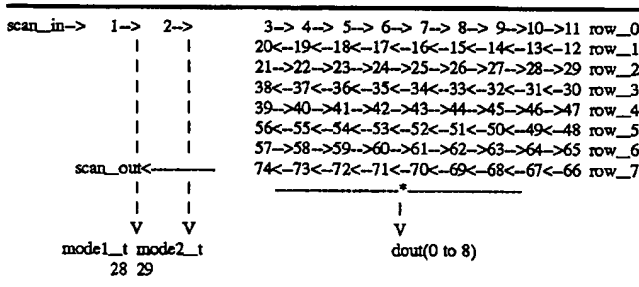 scan_in--> 1--> 2--> 3--> 4--> 5--> 6--> 7--> 8--> 9-->10-->11 row_0
20<--19<--18<--17<--16<--15<--14<--13<--12 row_1
21-->22-->23-->24-->25-->26-->27-->28-->29 row_2
38<--37<--36<--35<--34<--33<--32<--31<--30 row_3
39-->40-->41-->42-->43-->44-->45-->46-->47 row_4
56<--55<--54<--53<--52<--51<--50<--49<--48 row_5
57-->58-->59-->60-->61-->62-->63-->64-->65 row_6
scan_out<---------- 74<--73<--72<--71<--70<--69<--68<--67<--66 row_7
*
V V V
mode1_t mode2_t dout(0 to 8)
28 29